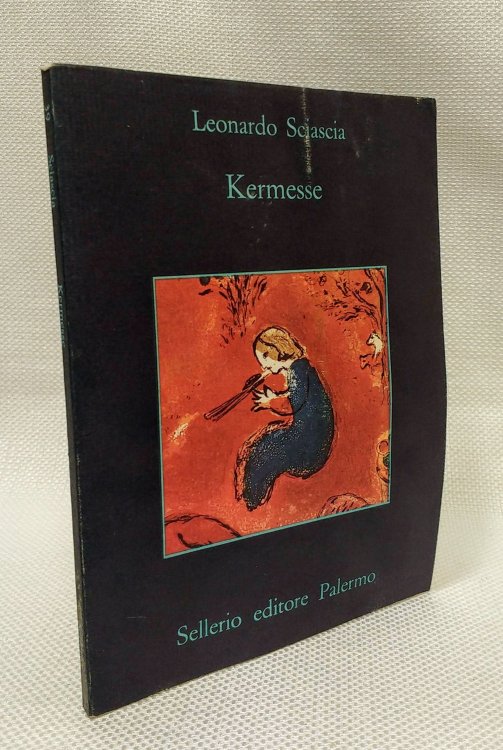 Leonardo Sciascia
Kermesse
Sellerio editore Palermo